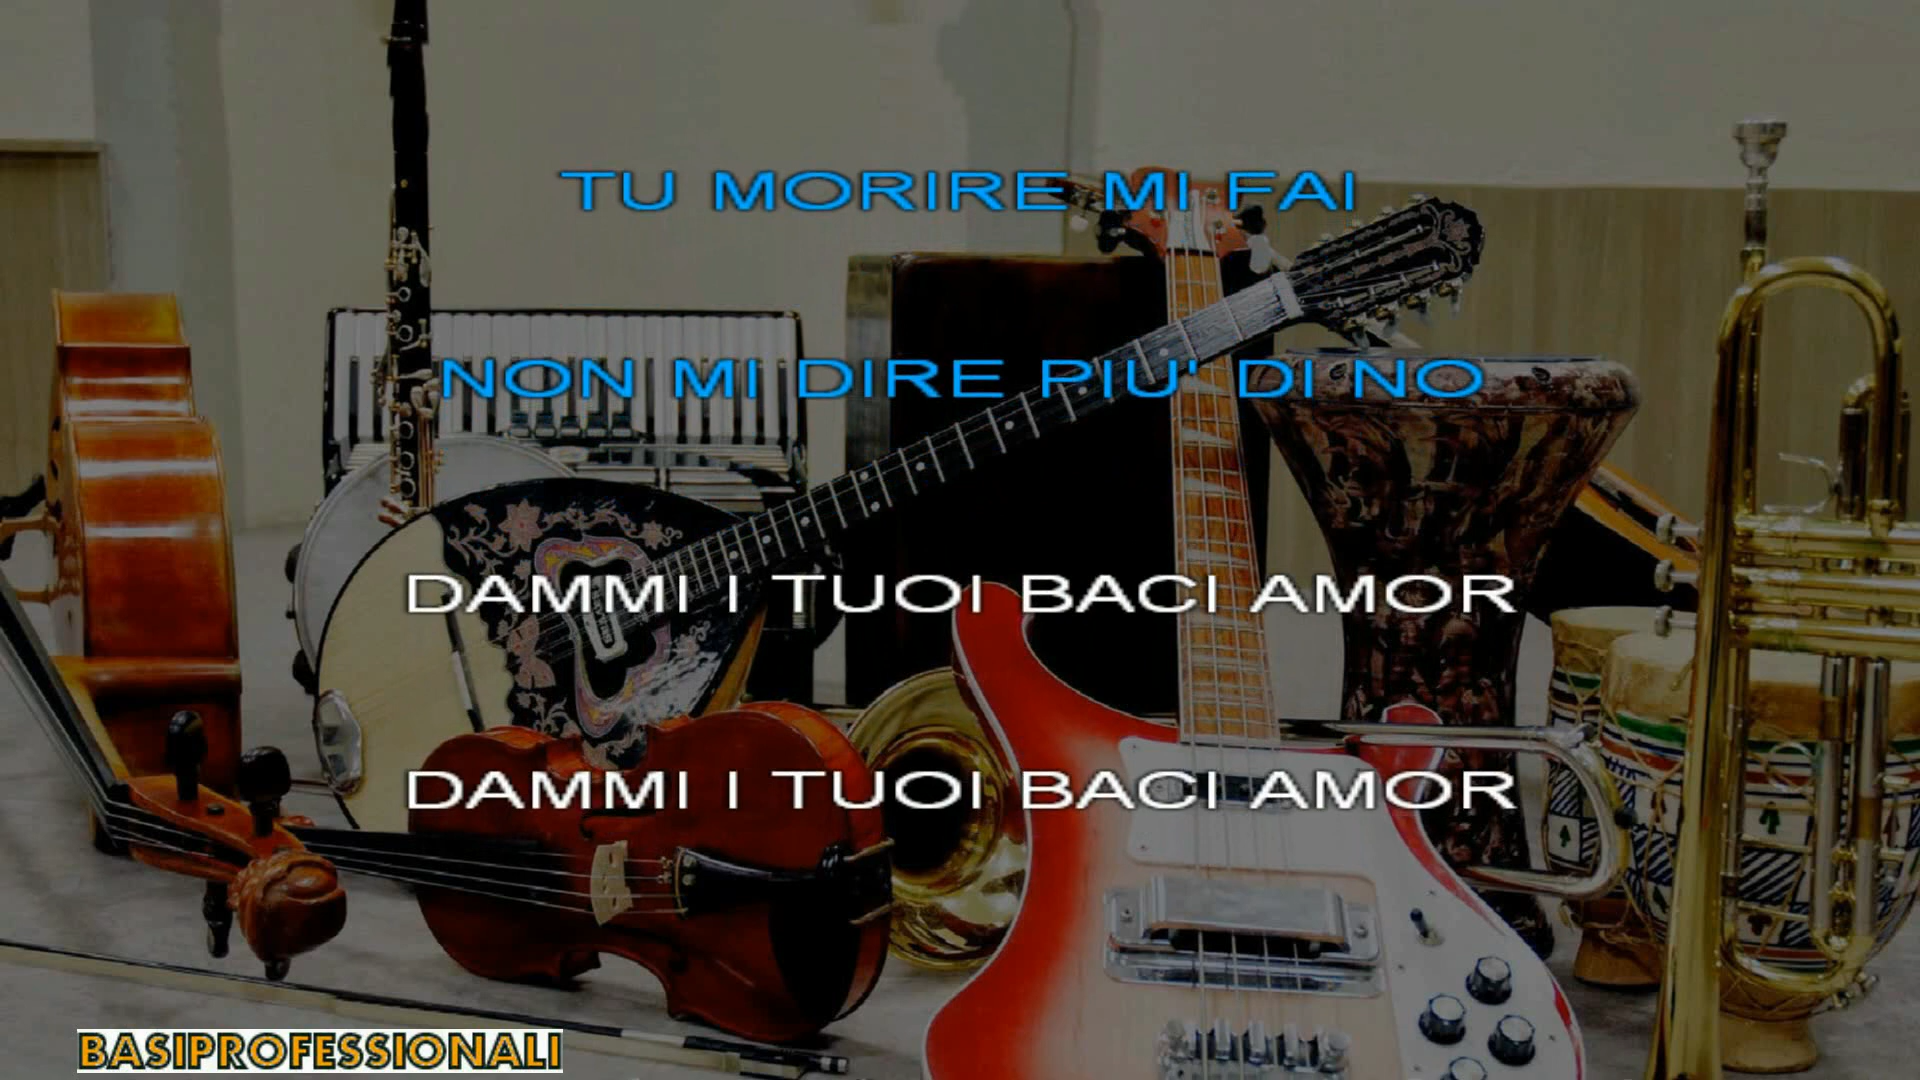 TU MORIRE MI FAI
NON MI DIRE PIU' DI NO
DAMMI I TUOI BACI AMOR
DAMMI I TUOI BACI AMOR
BASIPROFESSIONALI